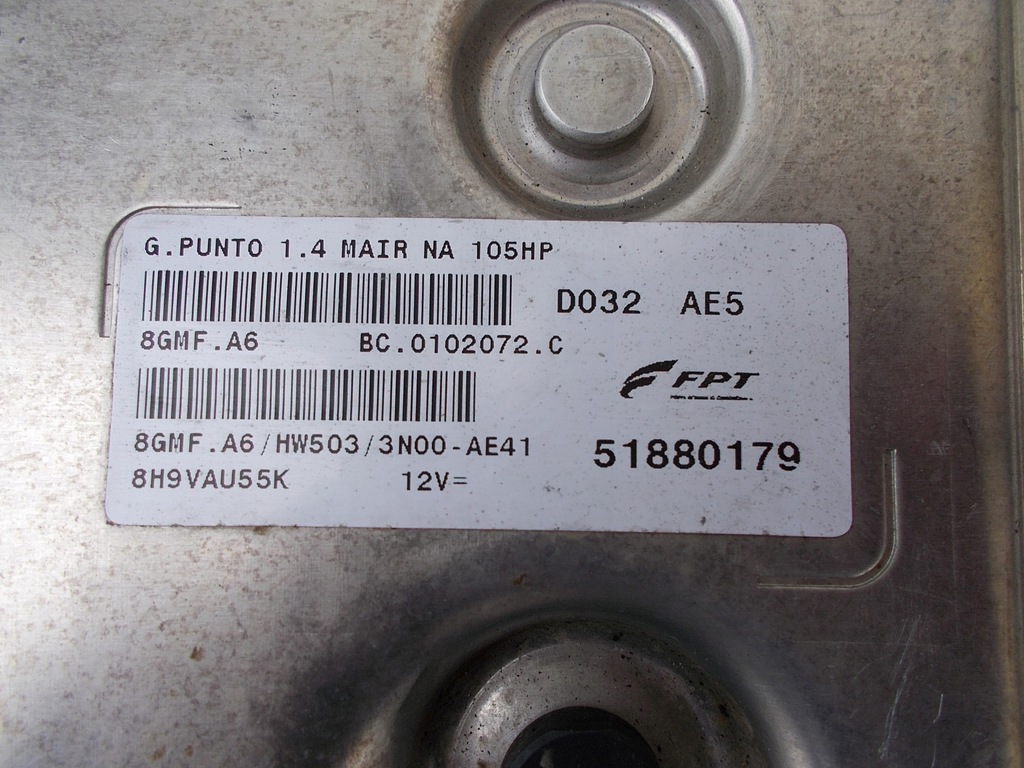 G.PUNTO 1.4 MAIR NA 105HP
D032 AE5
8GMF.A6 BC.0102072.C
FPT
8GMF.A6/HW503/3N00-AE41
51880179
8H9VAU55K 12V=